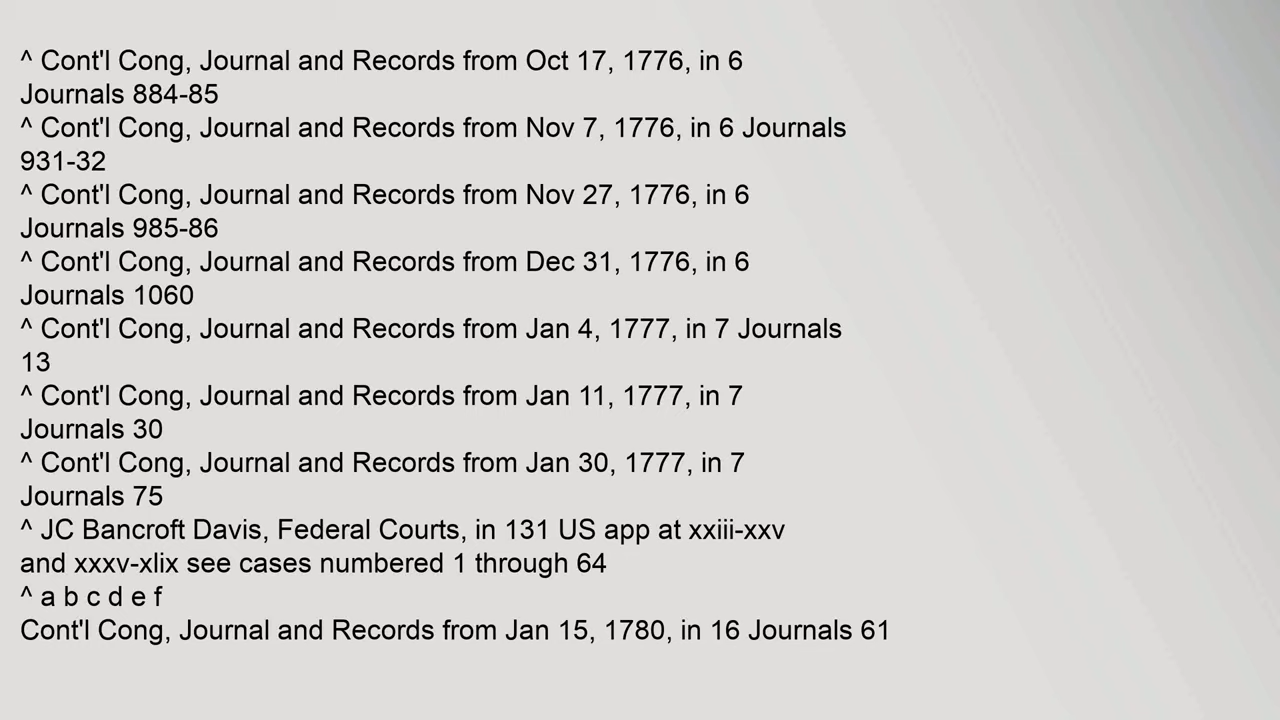 ^ Cont'l Cong, Journal and Records from Oct 17, 1776, in 6
Journals 884-85
^ Cont'l Cong, Journal and Records from Nov 7, 1776, in 6 Journals
931-32
^ Cont'l Cong, Journal and Records from Nov 27, 1776, in 6
Journals 985-86
^ Cont'l Cong, Journal and Records from Dec 31, 1776, in 6
Journals 1060
^ Cont'l Cong, Journal and Records from Jan 4, 1777, in 7 Journals
13
^ Cont'l Cong, Journal and Records from Jan 11, 1777, in 7
Journals 30
^ Cont'l Cong, Journal and Records from Jan 30, 1777, in 7
Journals 75
^ JC Bancroft Davis, Federal Courts, in 131 US app at xxiii-xxv
and xxxv-xlix see cases numbered 1 through 64
^ a b c d e f
Cont'l Cong, Journal and Records from Jan 15, 1780, in 16 Journals 61